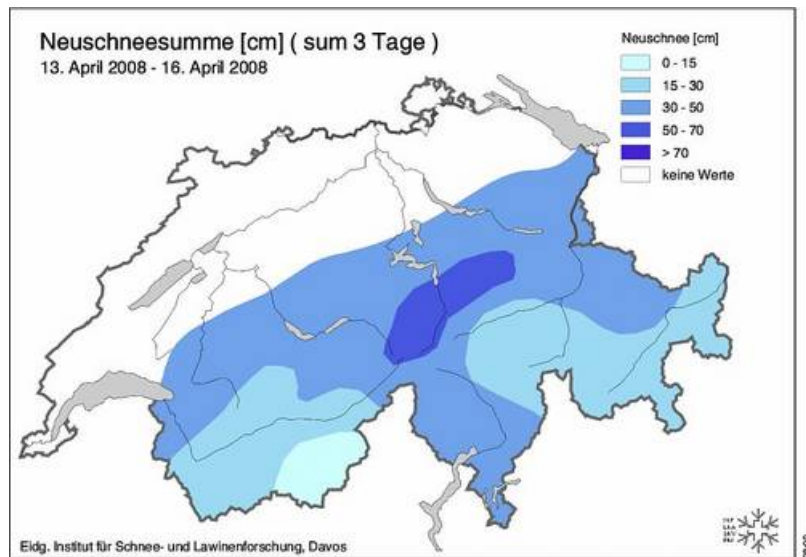 Neuschneesumme [cm] ( sum 3 Tage )
13. April 2008 - 16. April 2008
Neuschnee [cm]
0 - 15
15 - 30
30 - 50
50 - 70
> 70
keine Werte
Eidg. Institut für Schnee- und Lawinenforschung, Davos